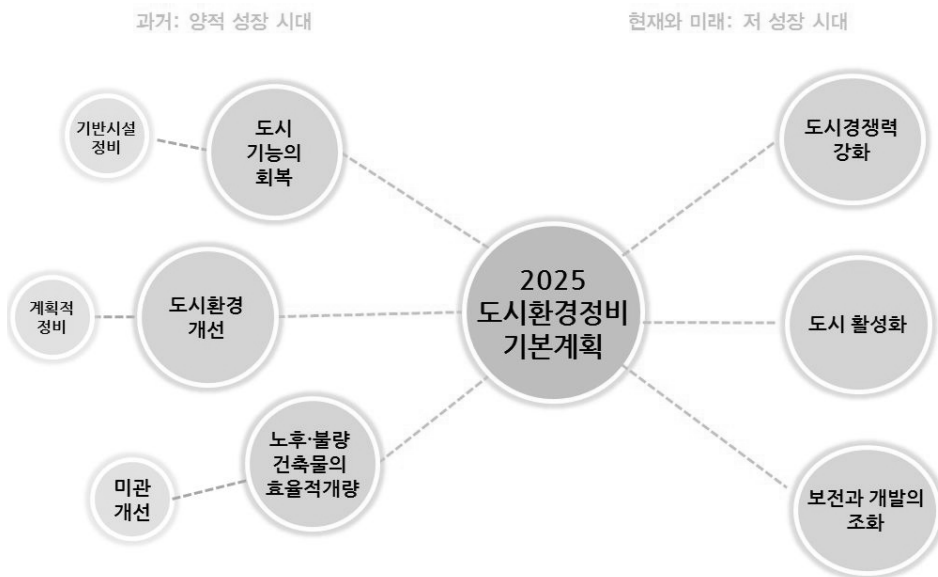 과거: 양적 성장 시대
현재와 미래: 저 성장 시대
기반시설
정비
도시
기능의
회복
계획적
정비
도시환경
개선
미관
개선
노후·불량
건축물의
효율적개량
2025
도시환경정비
기본계획
도시경쟁력
강화
도시 활성화
보전과 개발의
조화